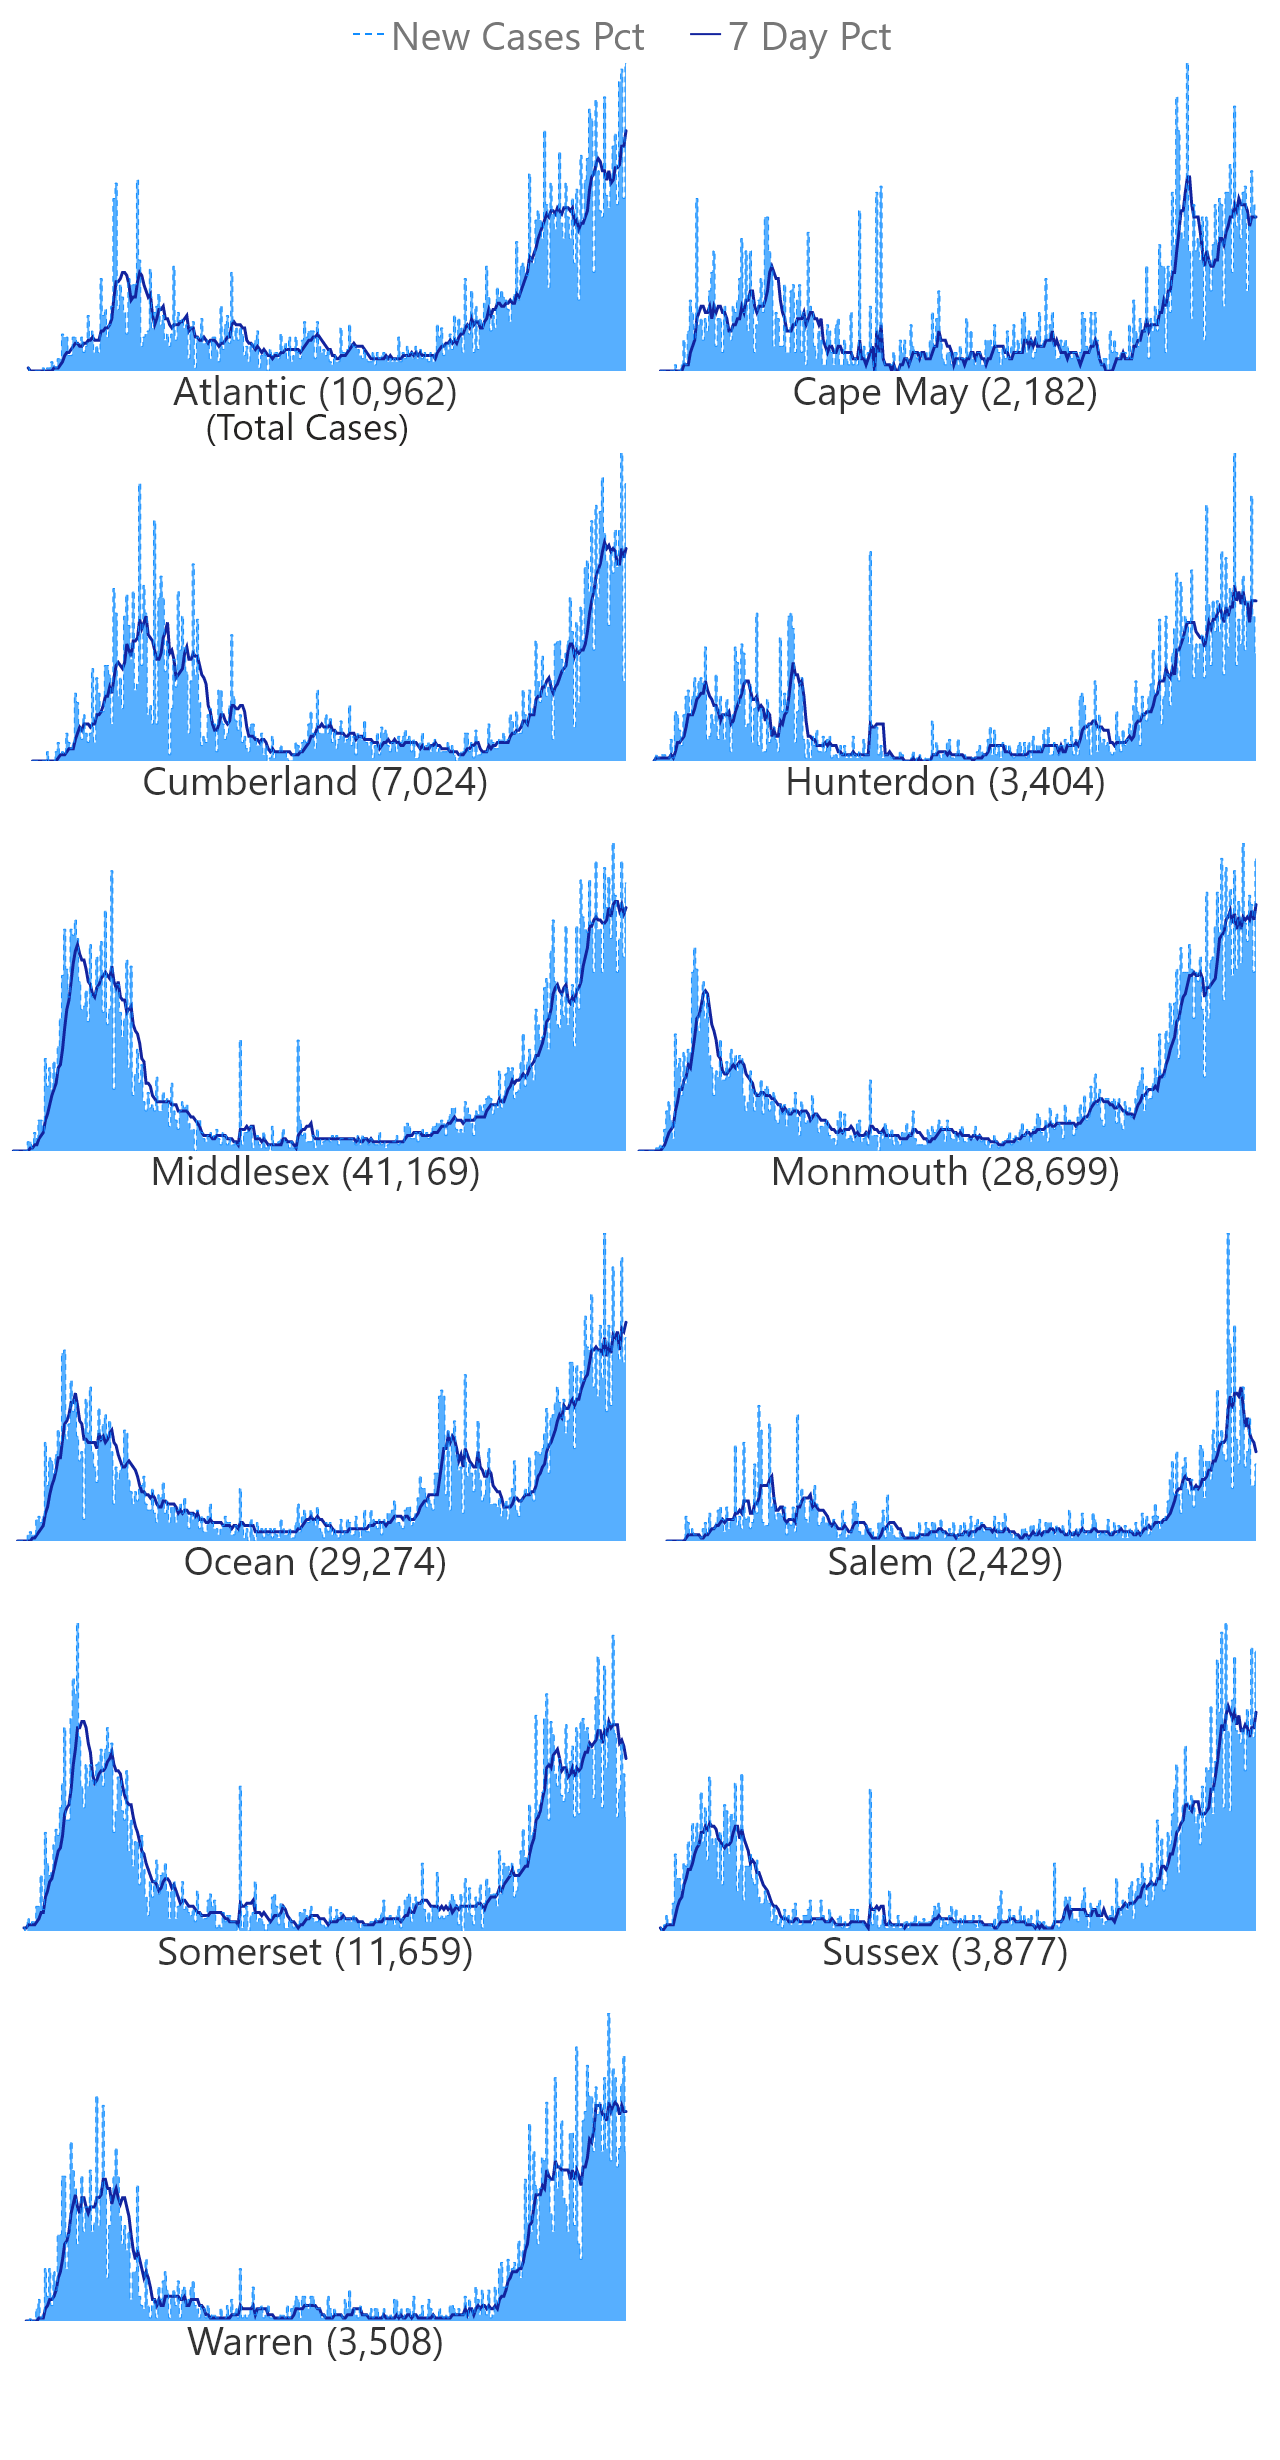 New Cases Pct 7 Day Pct
Atlantic (10,962) Cape May (2,182)
(Total Cases)
Cumberland (7,024) Hunterdon (3,404)
Middlesex (41,169) Monmouth (28,699)
Ocean (29,274) Salem (2,429)
Somerset (11,659) Sussex (3,877)
Warren (3,508)